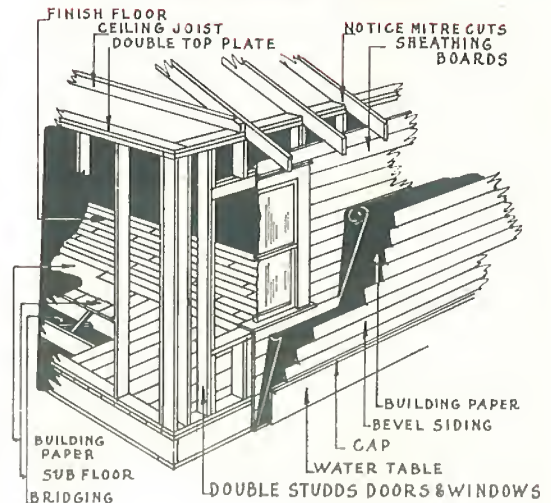 FINISH FLOOR
CEILING JOIST
DOUBLE TOP PLATE
NOTICE MITRE CUTS
SHEATHING
BOARDS
BUILDING PAPER
BEVEL SIDING
CAP
WATER TABLE
DOUBLE STUDDS DOORS & WINDOWS
BUILDING
PAPER
SUB FLOOR
BRIDGING